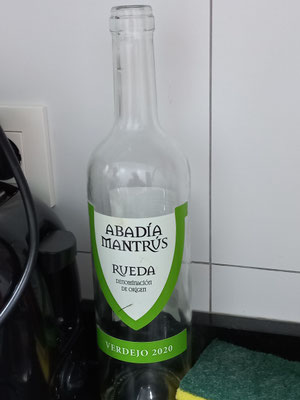 ABADÍA
MANTRÚS
RUEDA
DENOMINACIÓN
DE ORIGEN
VERDEJO 2020